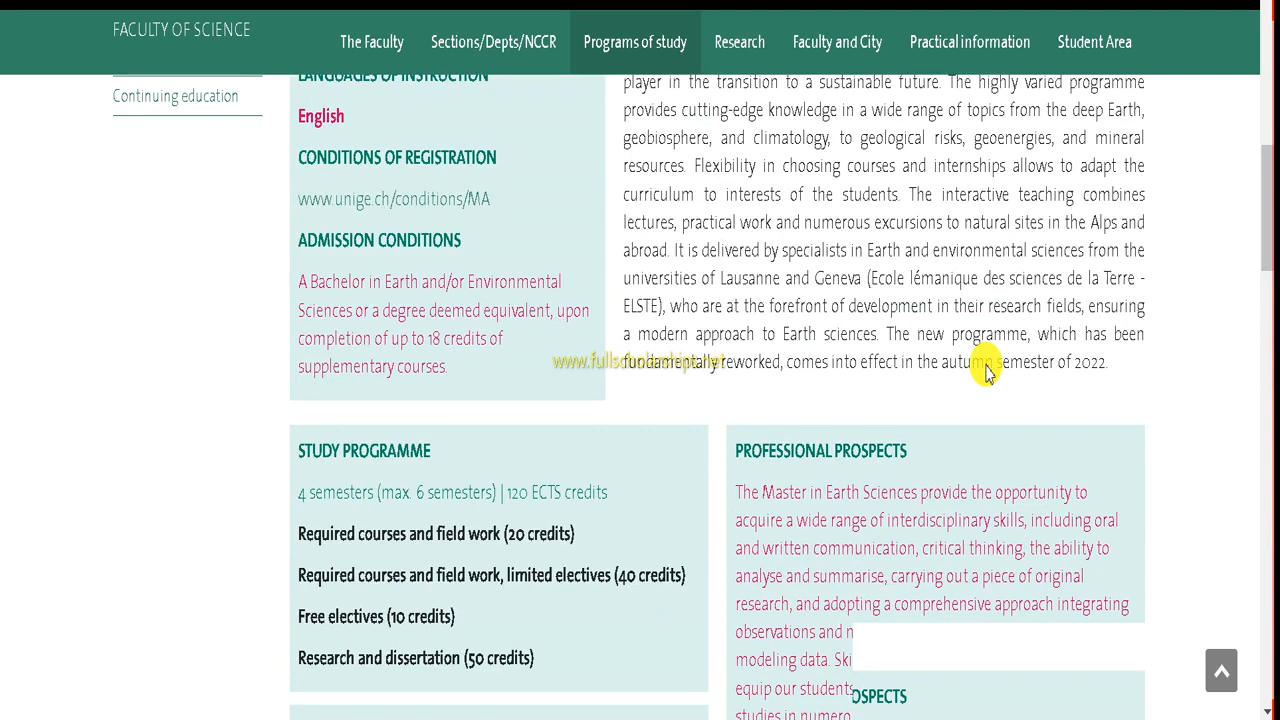 FACULTY OF SCIENCE
The Faculty
Sections/Depts/NCCR
Programs of study
Research
Faculty and City
Practical information
Student Area
Continuing education
LANGUAGES OF INSTRUCTION
English
CONDITIONS OF REGISTRATION
www.unige.ch/conditions/MA
ADMISSION CONDITIONS
A Bachelor in Earth and/or Environmental
Sciences or a degree deemed equivalent, upon
completion of up to 18 credits of
supplementary courses.
player in the transition to a sustainable future. The highly varied programme
provides cutting-edge knowledge in a wide range of topics from the deep Earth,
geobiosphere, and climatology, to geological risks, geoenergies, and mineral
resources. Flexibility in choosing courses and internships allows to adapt the
curriculum to interests of the students. The interactive teaching combines
lectures, practical work and numerous excursions to natural sites in the Alps and
abroad. It is delivered by specialists in Earth and environmental sciences from the
universities of Lausanne and Geneva (Ecole lémanique des sciences de la Terre -
ELSTE), who are at the forefront of development in their research fields, ensuring
a modern approach to Earth sciences. The new programme, which has been
fundamentally reworked, comes into effect in the autumn semester of 2022.
www.fullscholarships.net
STUDY PROGRAMME
4 semesters (max. 6 semesters) | 120 ECTS credits
Required courses and field work (20 credits)
Required courses and field work, limited electives (40 credits)
Free electives (10 credits)
Research and dissertation (50 credits)
PROFESSIONAL PROSPECTS
The Master in Earth Sciences provide the opportunity to
acquire a wide range of interdisciplinary skills, including oral
and written communication, critical thinking, the ability to
analyse and summarise, carrying out a piece of original
research, and adopting a comprehensive approach integrating
observations and
modeling data. Ski
equip our students
OSPECTS
studies in numero